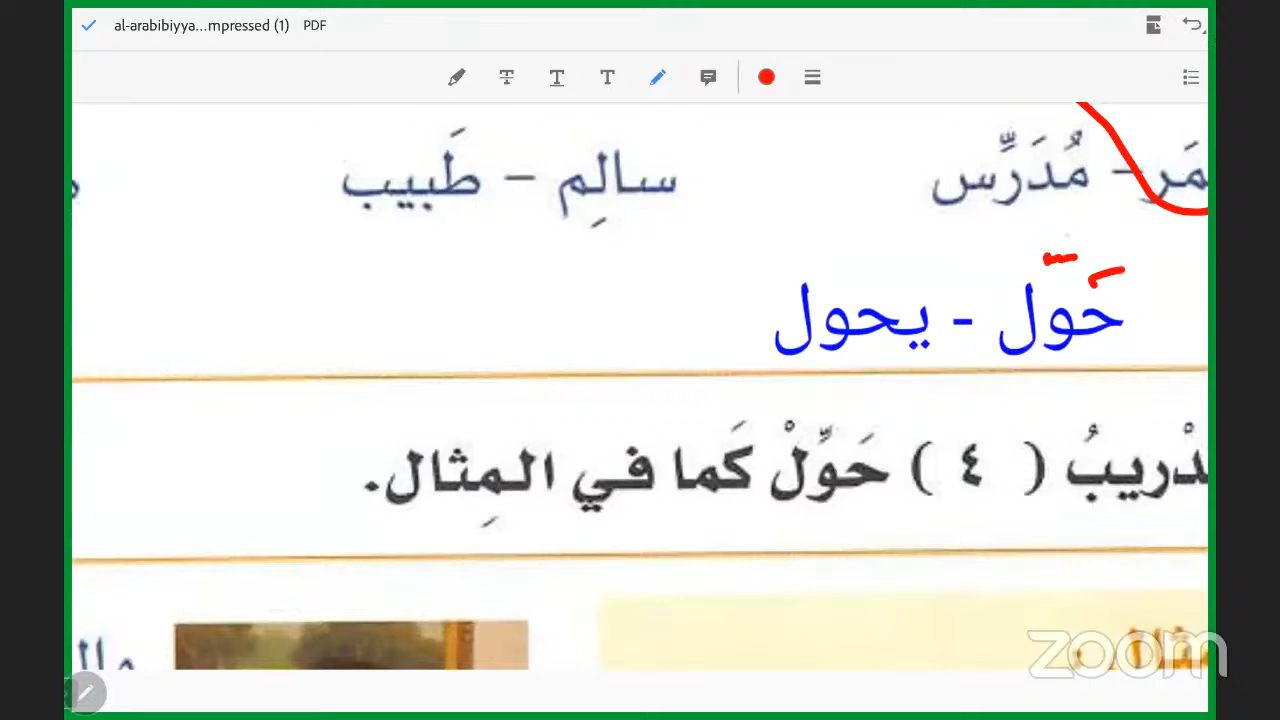 al-arabibiyya...mpressed (1) PDF
مَر - مُدَرِّس سالِم - طَبيب
حَوّل - يحول
دْريبُ ( ٤ ) حَوِّلْ كَما في المِثال.
zoom